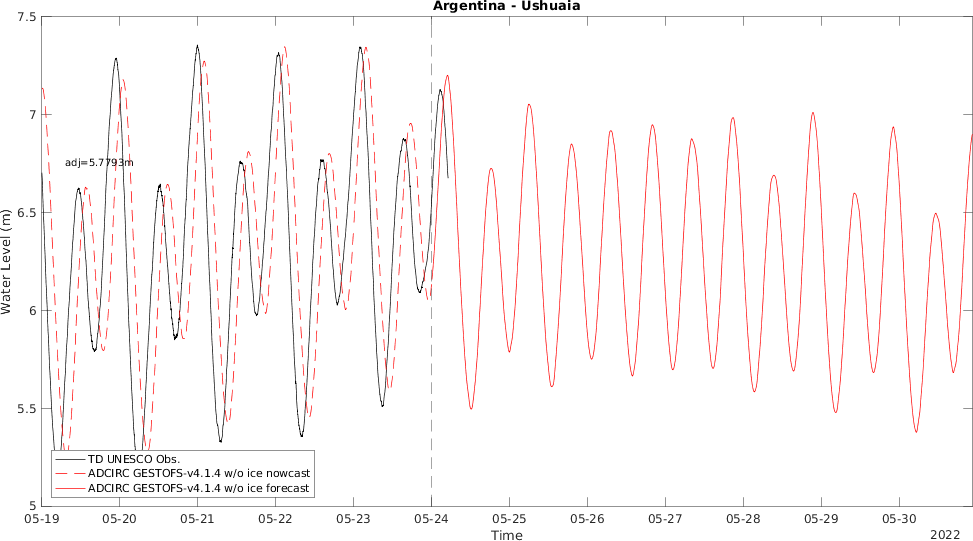 Argentina - Ushuaia
7.5
7
6.5
6
5.5
5
Water Level (m)
adj=5.7793m
TD UNESCO Obs.
ADCIRC GESTOFS-v4.1.4 w/o ice nowcast
ADCIRC GESTOFS-v4.1.4 w/o ice forecast
05-19 05-20 05-21 05-22 05-23 05-24 05-25 05-26 05-27 05-28 05-29 05-30
Time
2022